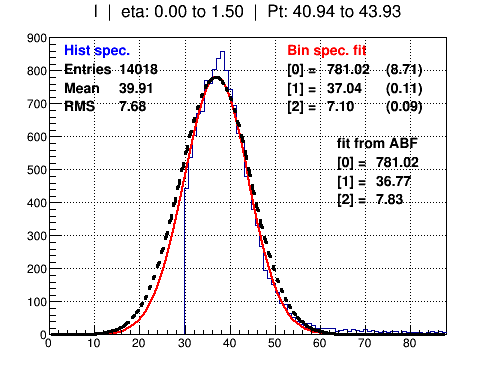 I | eta: 0.00 to 1.50 | Pt: 40.94 to 43.93
Hist spec.
Entries 14018
Mean 39.91
RMS 7.68
Bin spec. fit
[0] = 781.02 (8.71)
[1] = 37.04 (0.11)
[2] = 7.10 (0.09)
fit from ABF
[0] = 781.02
[1] = 36.77
[2] = 7.83
900
800
700
600
500
400
300
200
100
0
0 10 20 30 40 50 60 70 80